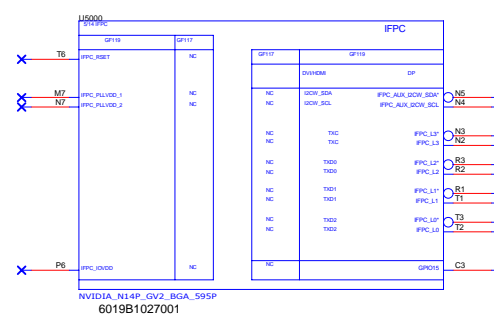 U5000
5/14 IFPC
IFPC
GF119 GF117
GF117 GF119
T6 IFPC_RSET NC
DVI/HDMI DP
M7 IFPC_PLLVDD_1 NC
N7 IFPC_PLLVDD_2 NC
NC I2CW_SDA IFPC_AUX_I2CW_SDA* N5
NC I2CW_SCL IFPC_AUX_I2CW_SCL N4
NC TXC IFPC_L3* N3
NC TXC IFPC_L3 N2
NC TXD0 IFPC_L2* R3
NC TXD0 IFPC_L2 R2
NC TXD1 IFPC_L1* R1
NC TXD1 IFPC_L1 T1
NC TXD2 IFPC_L0* T3
NC TXD2 IFPC_L0 T2
P6 IFPC_IOVDD NC
NC GPIO15 C3
NVIDIA_N14P_GV2_BGA_595P
6019B1027001